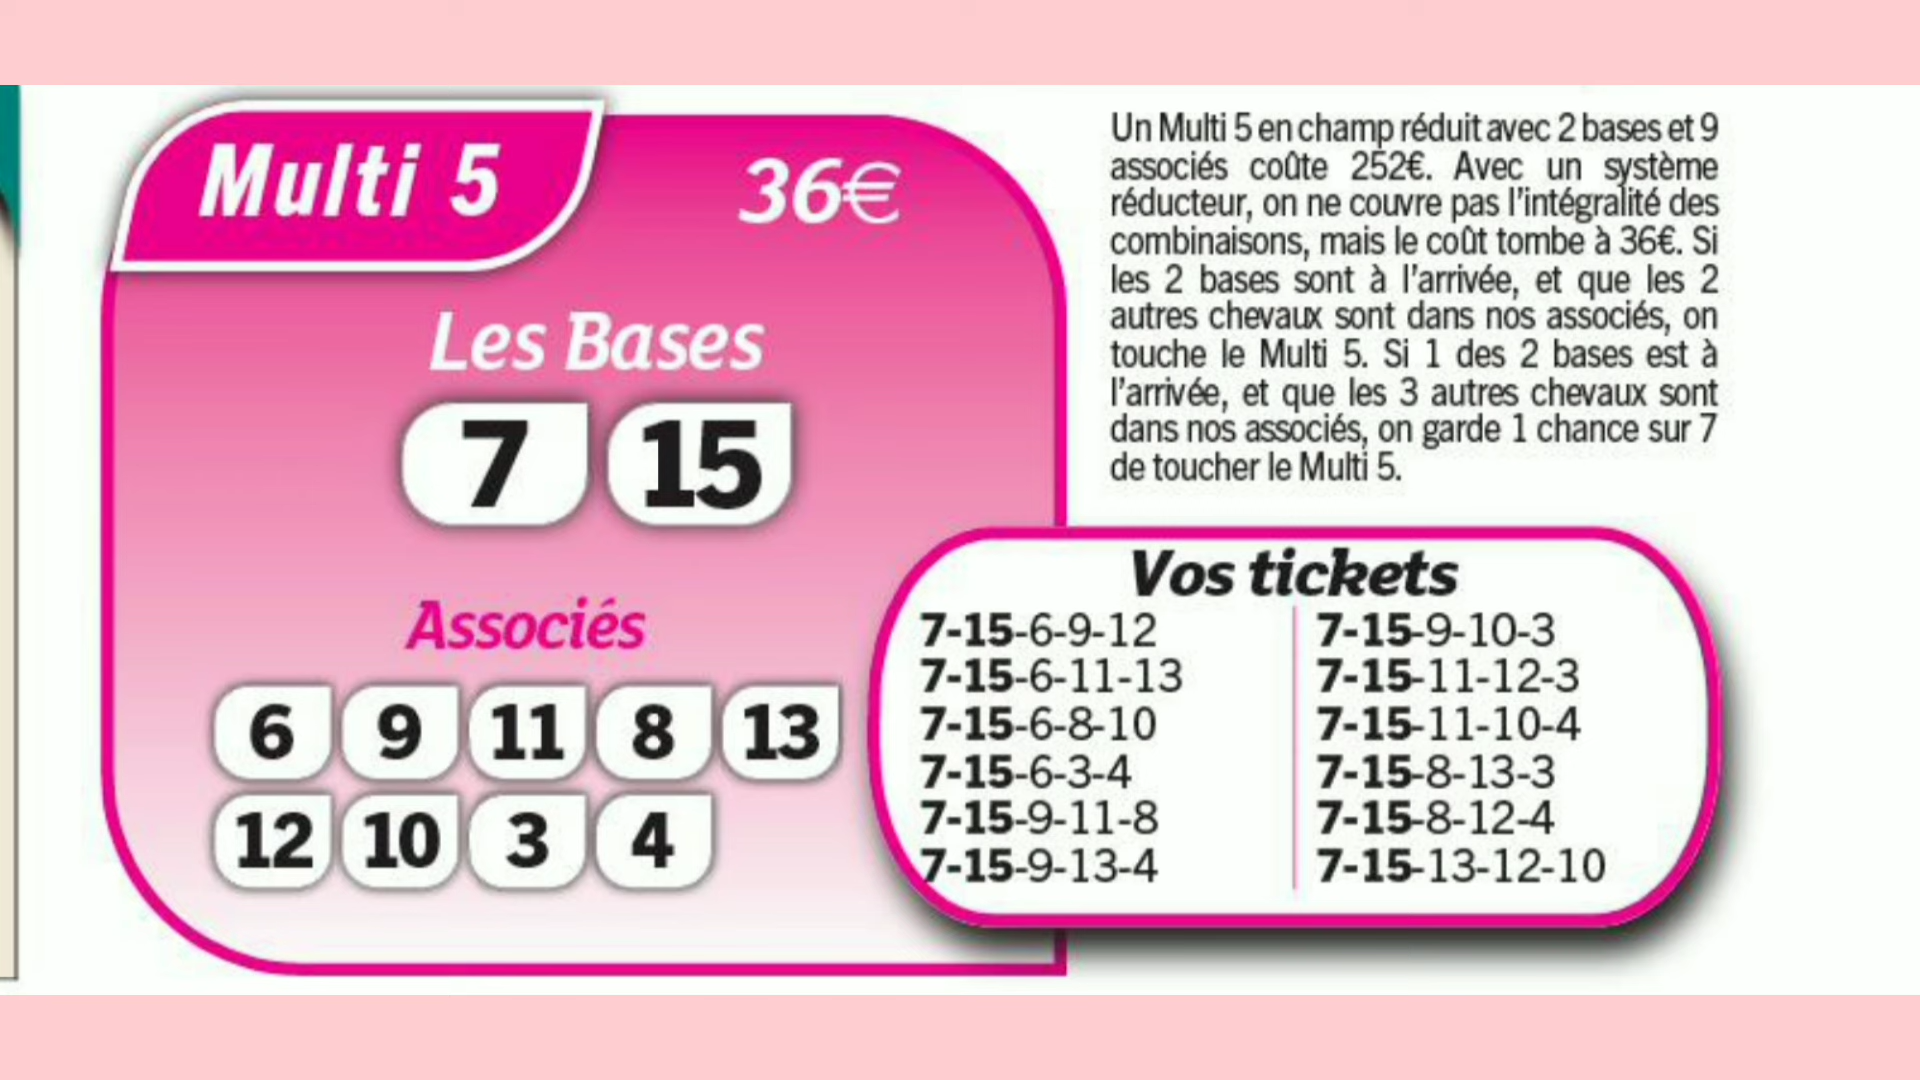 Multi 5
36€
Les Bases
7 15
Associés
6 9 11 8 13
12 10 3 4
Un Multi 5 en champ réduit avec 2 bases et 9
associés coûte 252€. Avec un système
réducteur, on ne couvre pas l'intégralité des
combinaisons, mais le coût tombe à 36€. Si
les 2 bases sont à l'arrivée, et que les 2
autres chevaux sont dans nos associés, on
touche le Multi 5. Si 1 des 2 bases est à
l'arrivée, et que les 3 autres chevaux sont
dans nos associés, on garde 1 chance sur 7
de toucher le Multi 5.
Vos tickets
7-15-6-9-12
7-15-6-11-13
7-15-6-8-10
7-15-6-3-4
7-15-9-11-8
7-15-9-13-4
7-15-9-10-3
7-15-11-12-3
7-15-11-10-4
7-15-8-13-3
7-15-8-12-4
7-15-13-12-10